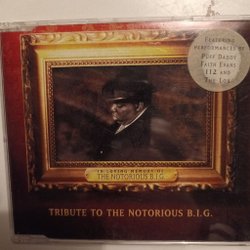 FEATURING
PERFORMANCES BY
PUFF DADDY
FAITH EVANS
112 AND
THE LOX
IN LOVING MEMORY OF
THE NOTORIOUS B.I.G.
TRIBUTE TO THE NOTORIOUS B.I.G.